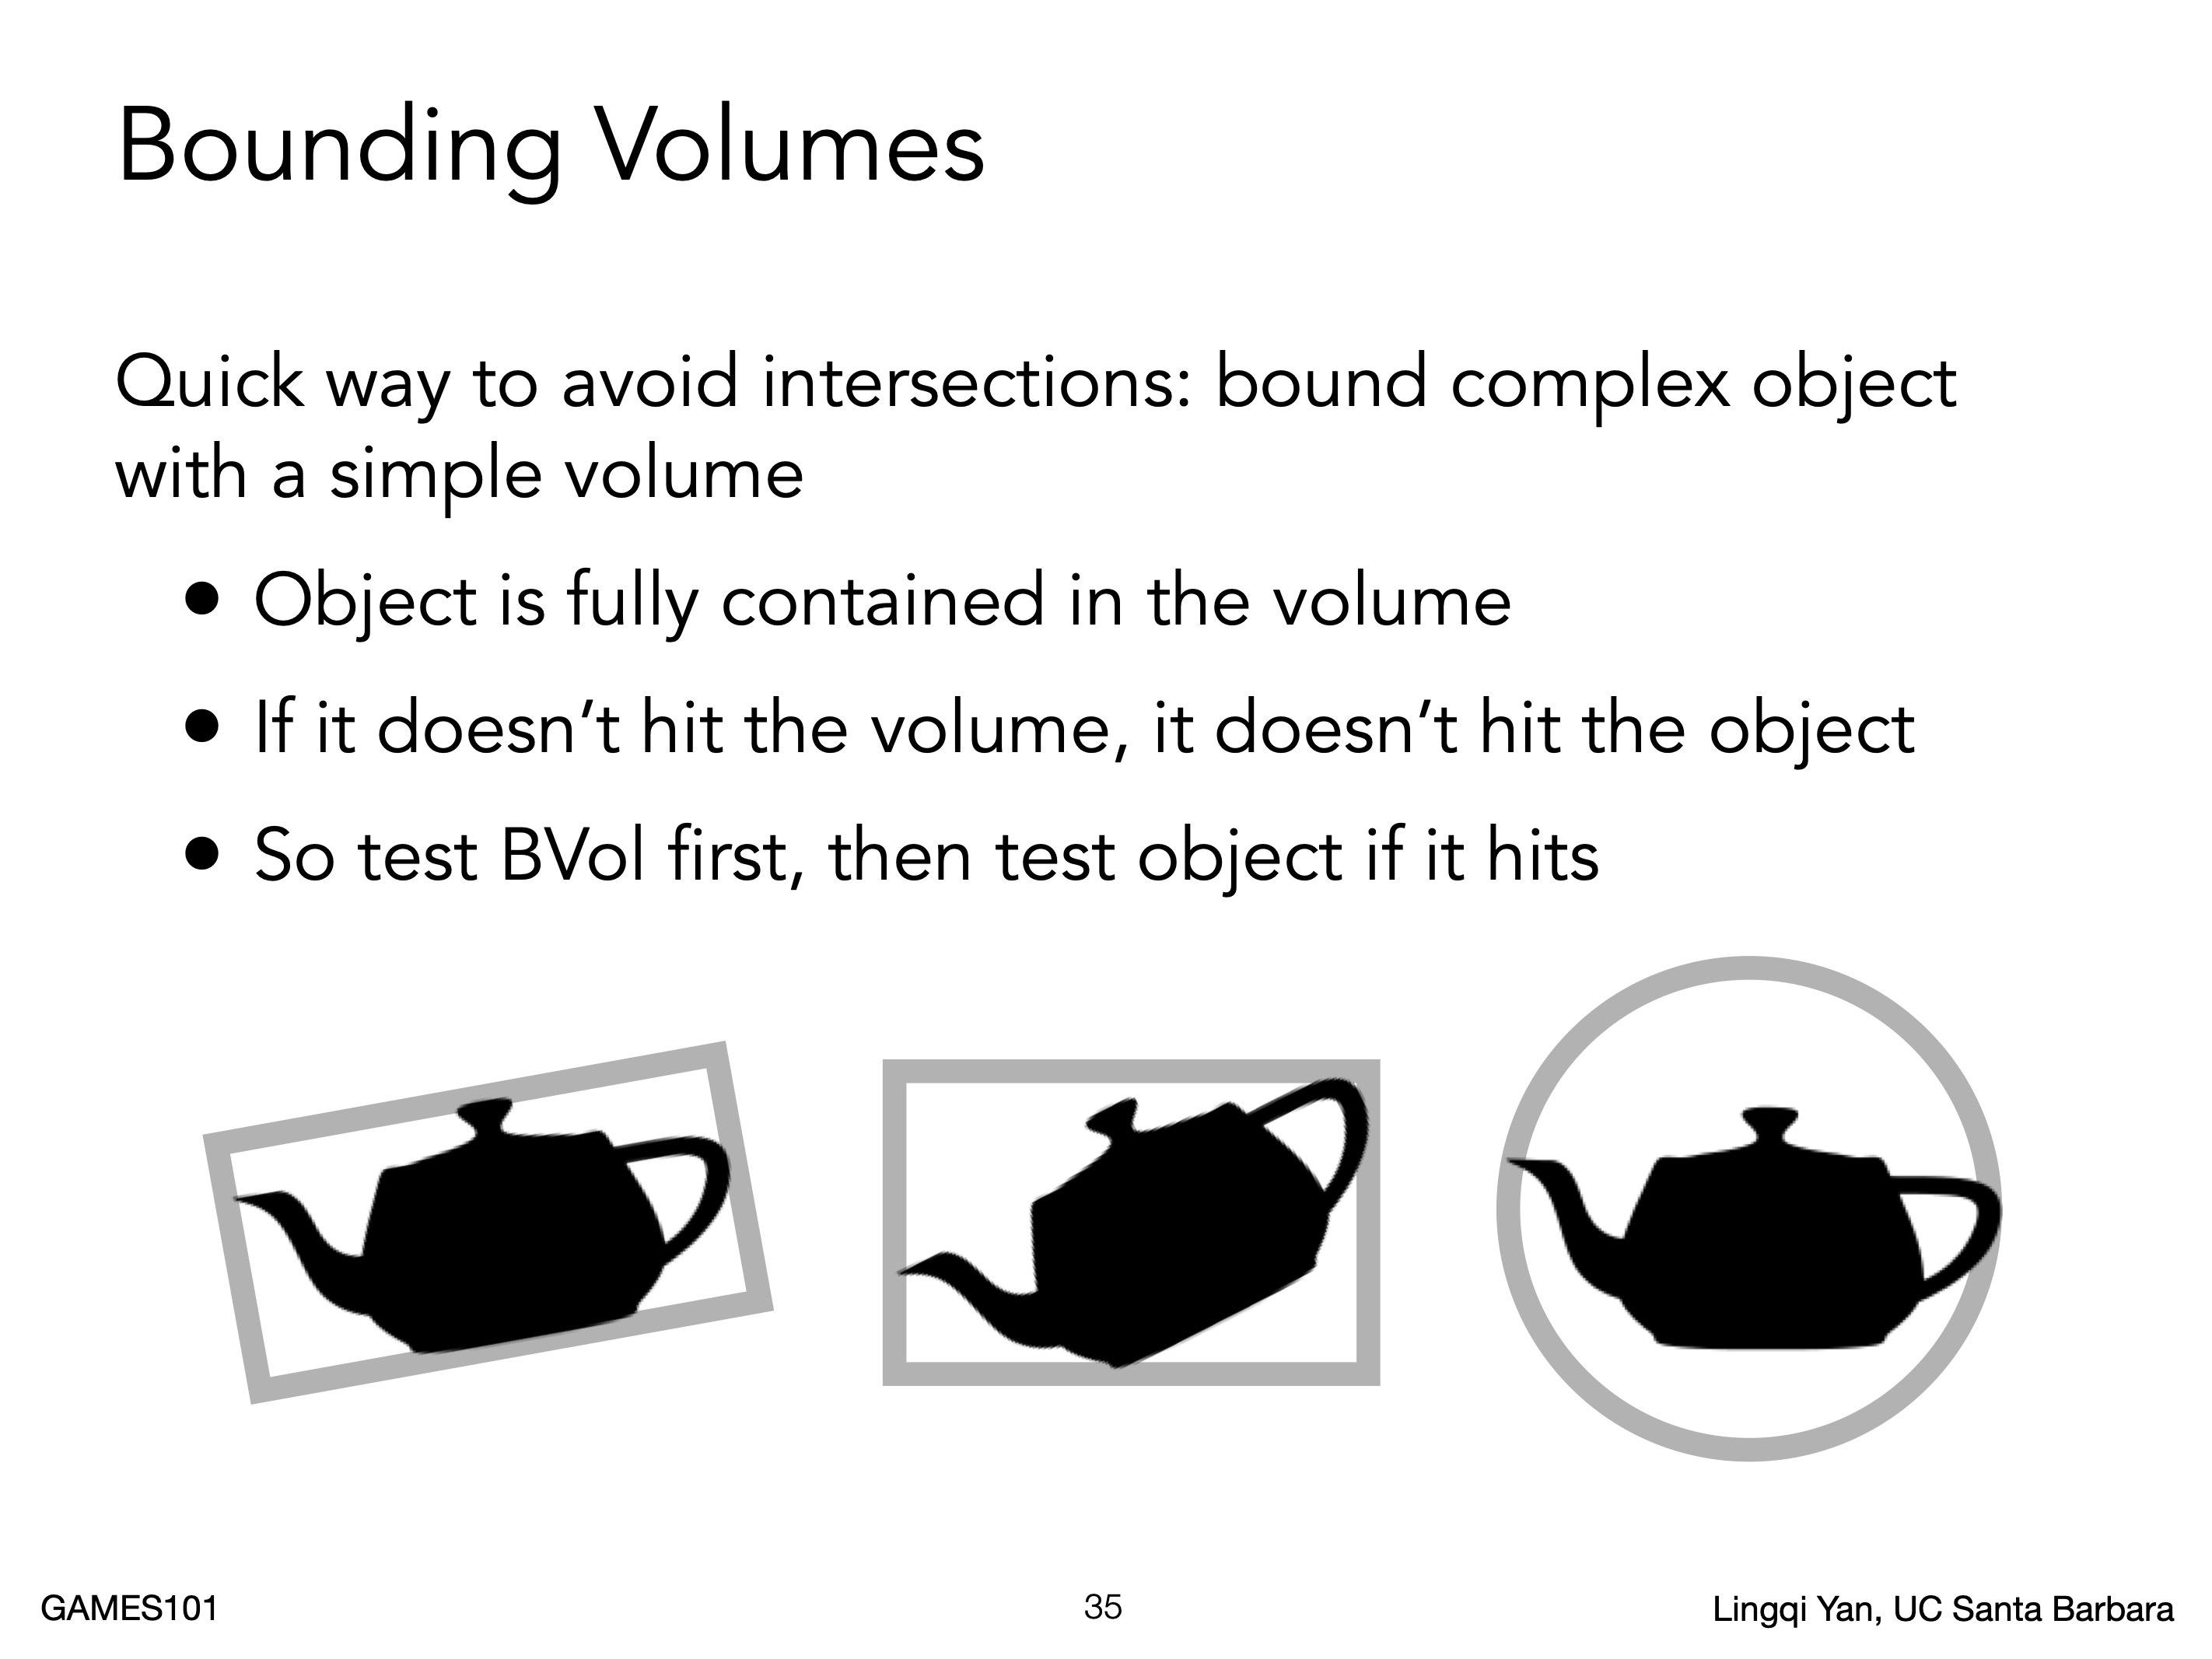 Bounding Volumes
Quick way to avoid intersections: bound complex object
with a simple volume
● Object is fully contained in the volume
● If it doesn‘t hit the volume, it doesn‘t hit the object
● So test BVol first, then test object if it hits
GAMES101
35
Lingqi Yan, UC Santa Barbara